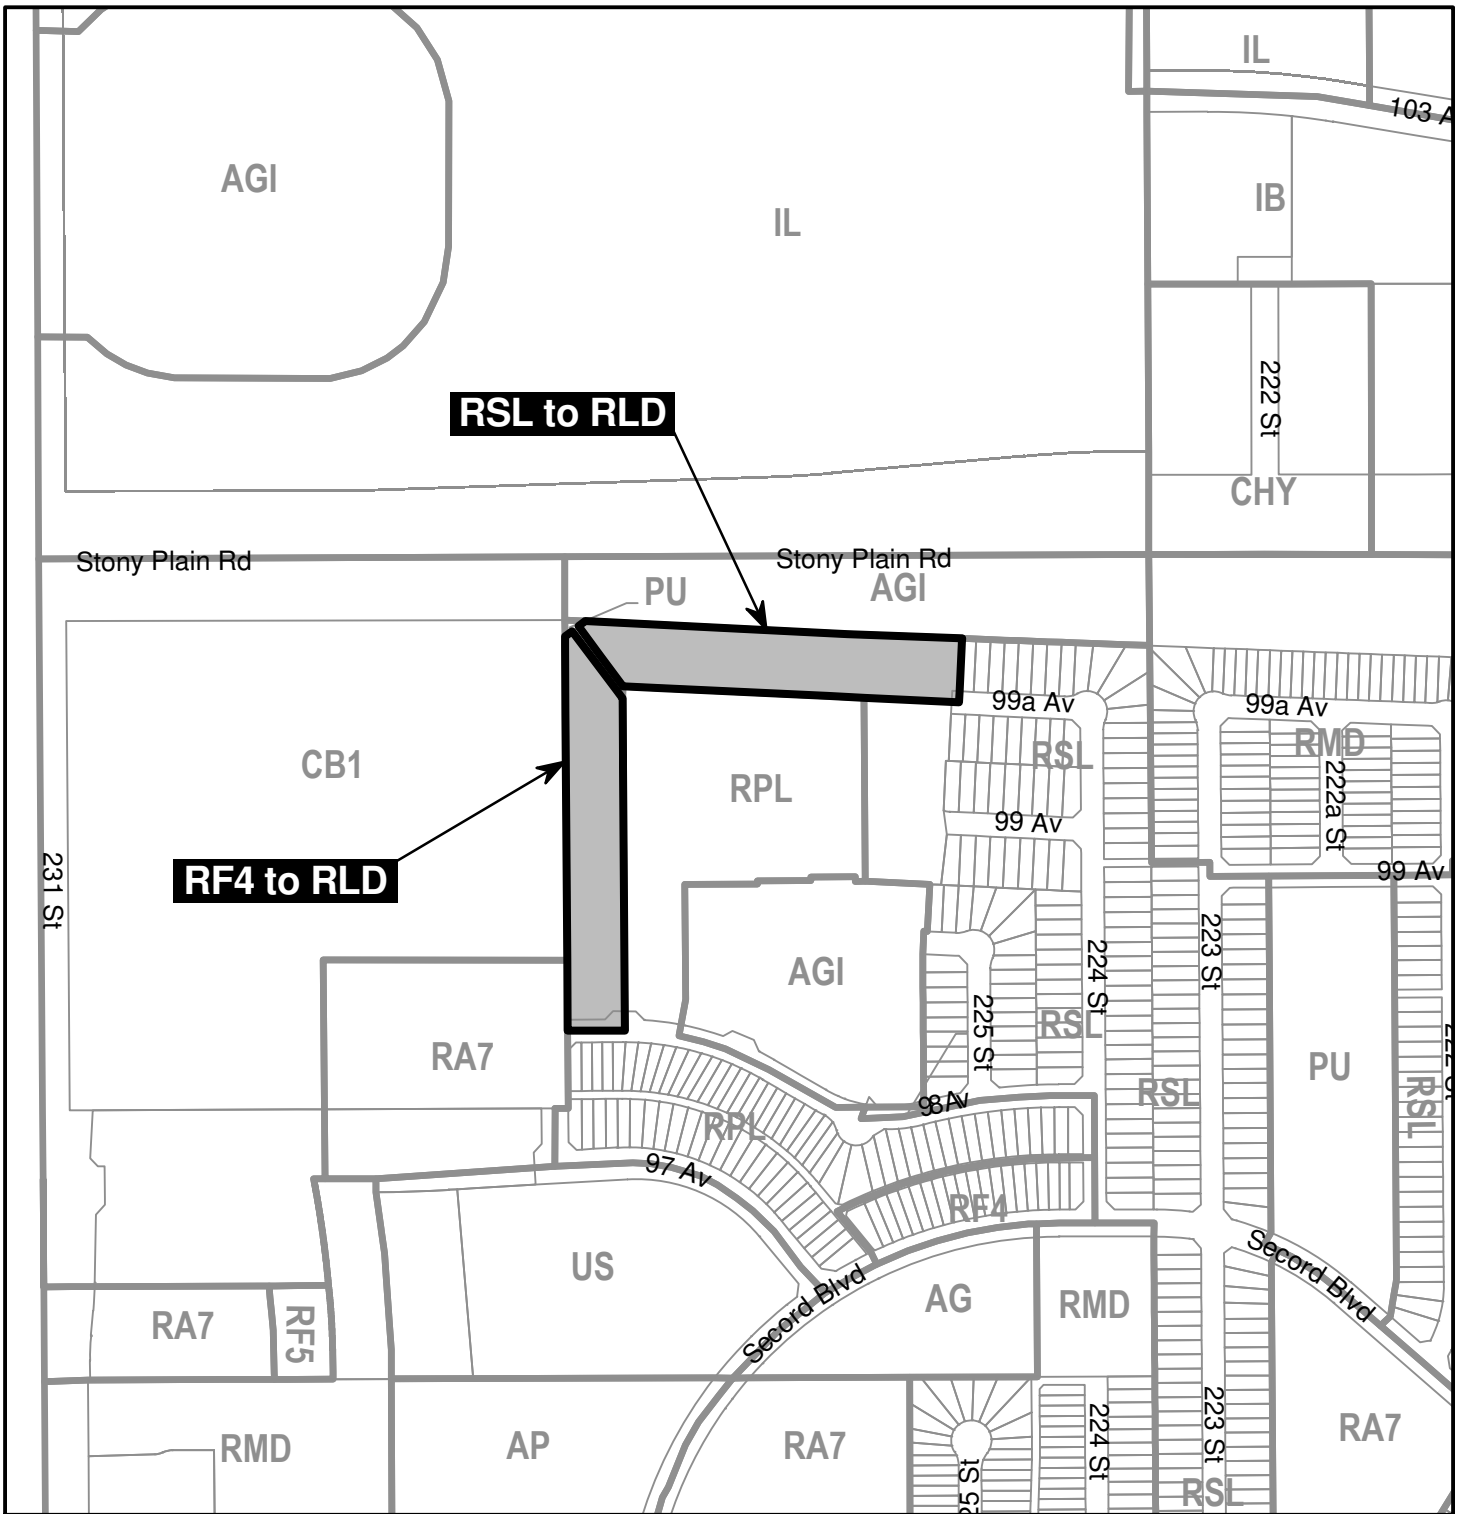 IL
103 A
AGI
IB
IL
222 St
RSL to RLD
CHY
Stony Plain Rd
Stony Plain Rd
PU
AGI
99a Av
99a Av
RSL
RMD
CB1
RPL
222a St
99 Av
99 Av
RF4 to RLD
231 St
223 St
AGI
224 St
225 St
RSL
RA7
PU
RSL
RSL
98 Av
RPL
97 Av
RF4
US
Secord Blvd
Secord Blvd
AG
RMD
RA7
RF5
RMD
AP
RA7
224 St
223 St
RA7
RSL